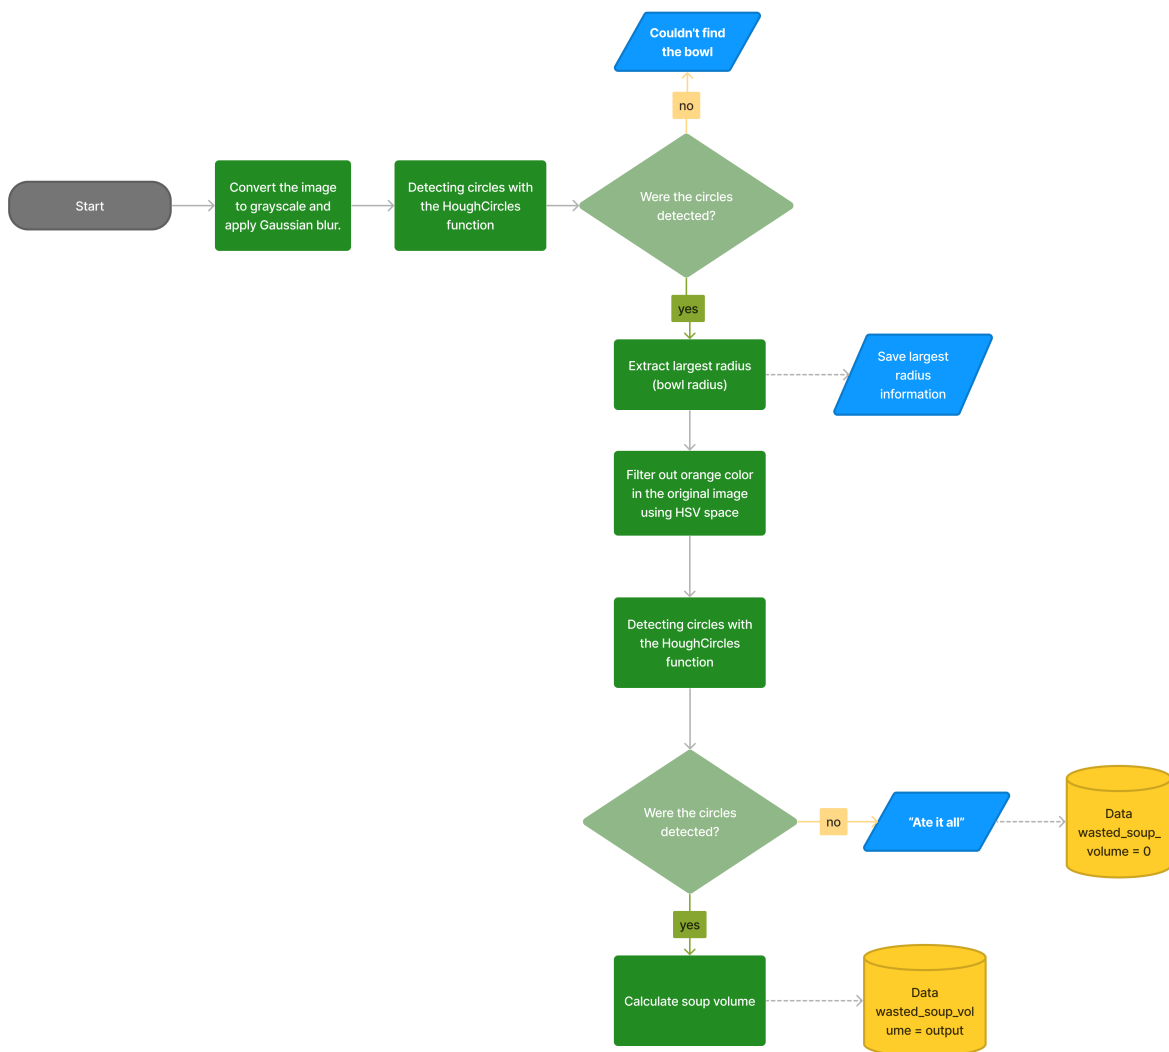 Couldn't find
the bowl
no
Start
Convert the image
to grayscale and
apply Gaussian blur.
Detecting circles with
the HoughCircles
function
Were the circles
detected?
yes
Extract largest radius
(bowl radius)
Save largest
radius
information
Filter out orange color
in the original image
using HSV space
Detecting circles with
the HoughCircles
function
Were the circles
detected?
no
“Ate it all”
Data
wasted_soup_
volume = 0
yes
Calculate soup volume
Data
wasted_soup_vol
ume = output